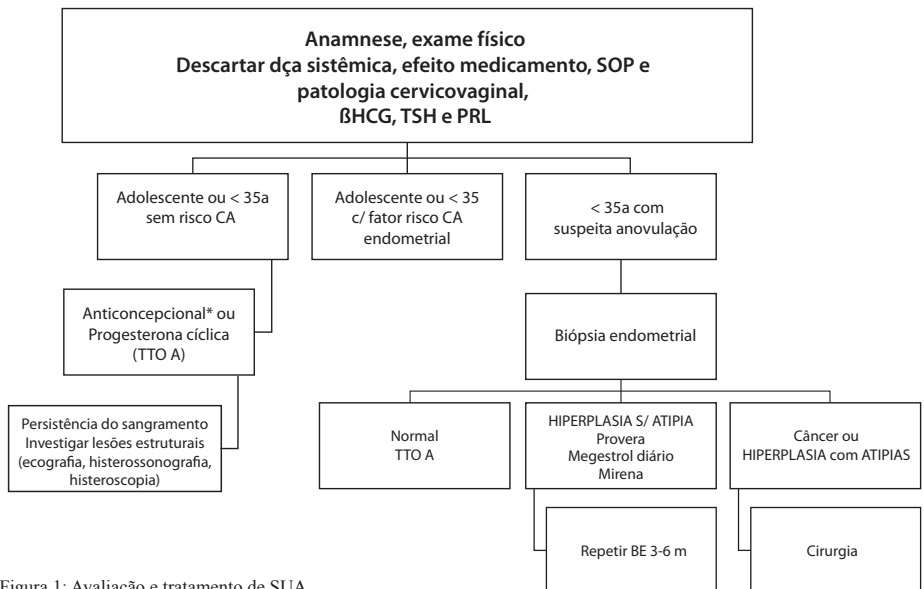 Anamnese, exame físico
Descartar dça sistêmica, efeito medicamento, SOP e
patologia cervicovaginal,
ßHCG, TSH e PRL
Adolescente ou < 35a
sem risco CA
Adolescente ou < 35
c/ fator risco CA
endometrial
< 35a com
suspeita anovulação
Anticoncepcional* ou
Progesterona cíclica
(TTO A)
Biópsia endometrial
Persistência do sangramento
Investigar lesões estruturais
(ecografia, histerossonografia,
histeroscopia)
Normal
TTO A
HIPERPLASIA S/ ATIPIA
Provera
Megestrol diário
Mirena
Câncer ou
HIPERPLASIA com ATIPIAS
Repetir BE 3-6 m
Cirurgia
Figura 1: Avaliação e tratamento de SUA